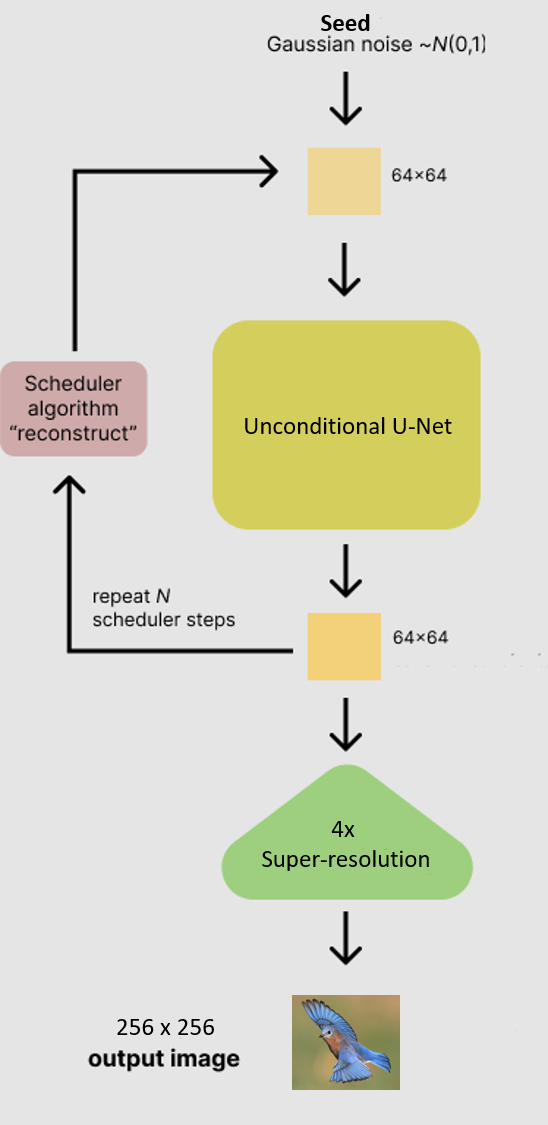 Seed
Gaussian noise ~N(0,1)
64×64
Scheduler
algorithm
“reconstruct”
Unconditional U-Net
repeat N
scheduler steps
64×64
4x
Super-resolution
256 x 256
output image